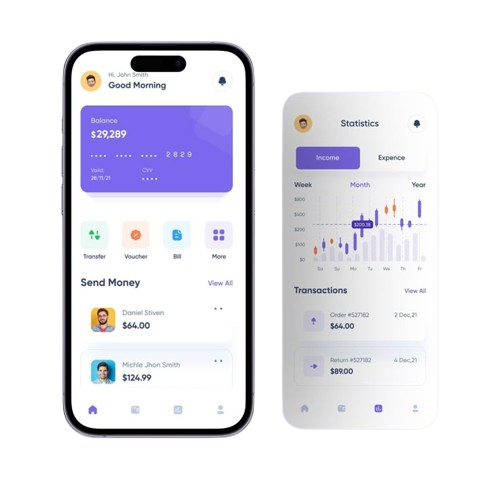 Hi, John Smith
Good Morning
Balance
$29,289
2829
Valid
CVV
28/11/21
Transfer
Voucher
Bill
More
Send Money
View All
Daniel Stiven
$64.00
Michle Jhon Smith
$124.99
Statistics
Income
Expence
Week
Month
Year
$800
$400
$200
$100
$0
$200.38
Sa
Su
Mo
Tu
We
Th
Fr
Transactions
View All
Order #527182
2 Dec,21
$64.00
Return #527182
4 Dec,21
$89.00